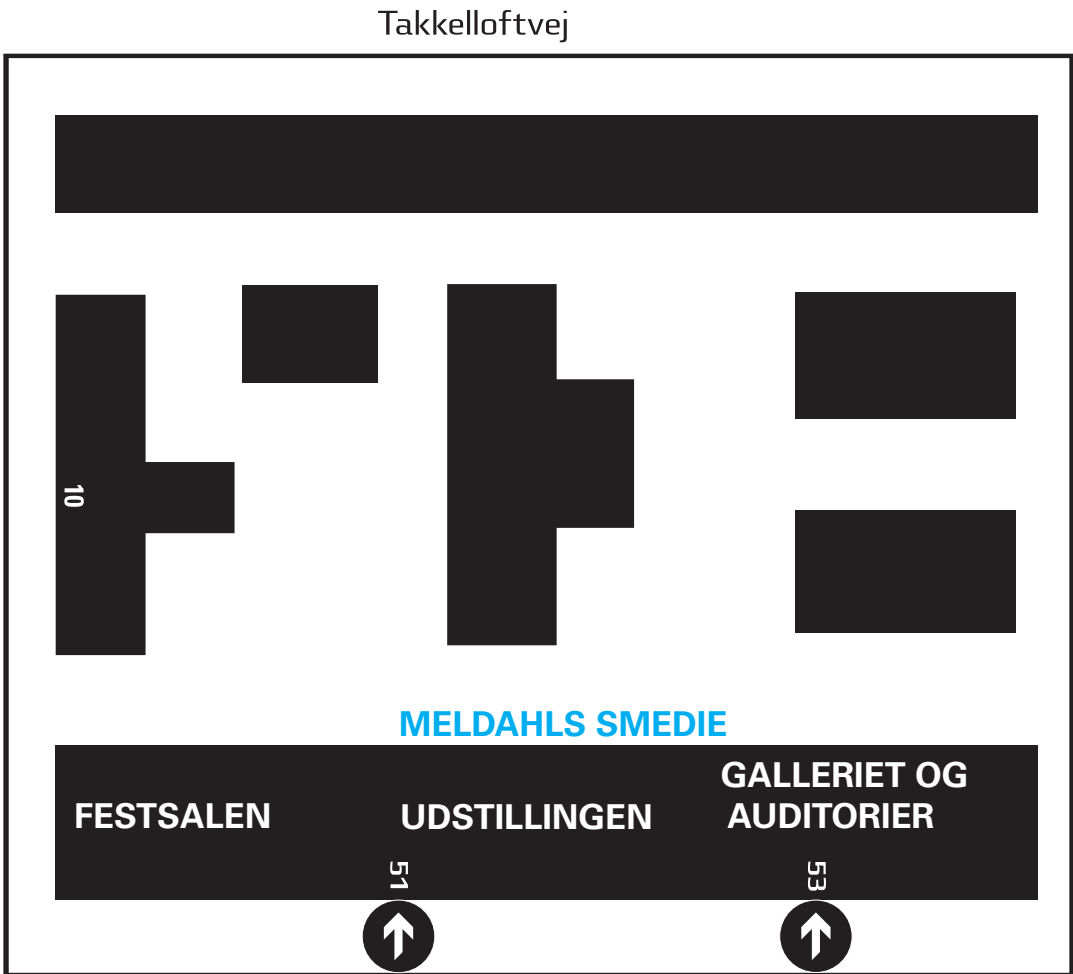 Takkelloftvej
10
MELDAHLS SMEDIE
FESTSALEN
UDSTILLINGEN
GALLERIET OG
AUDITORIER
51
53